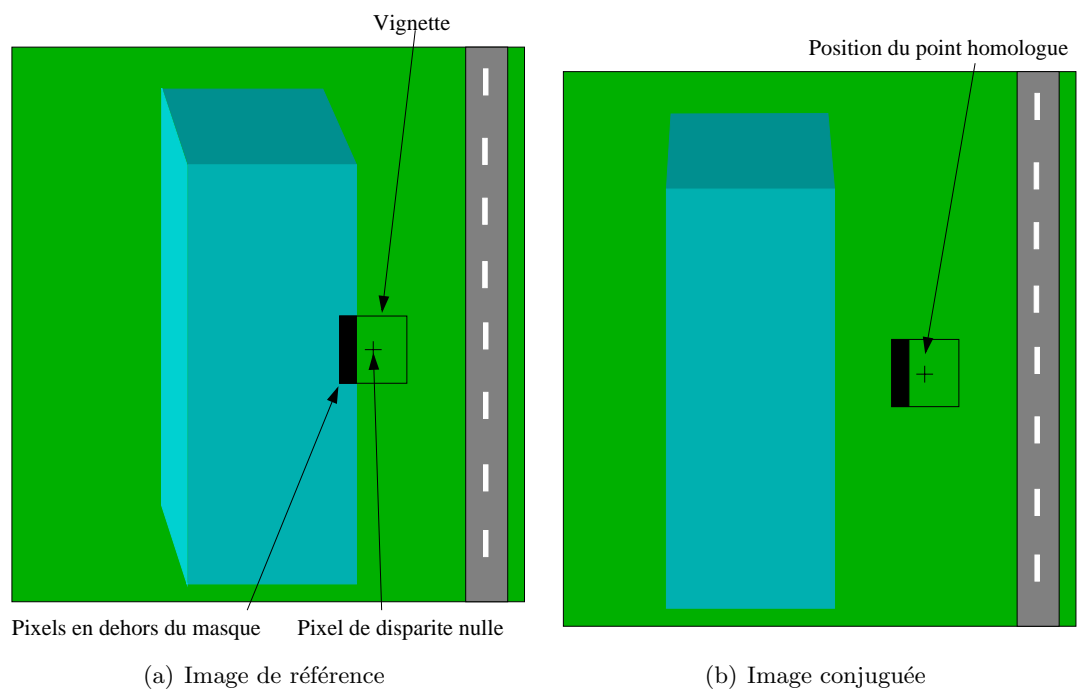 Vignette
Position du point homologue
Pixels en dehors du masque
Pixel de disparite nulle
(a) Image de référence
(b) Image conjuguée